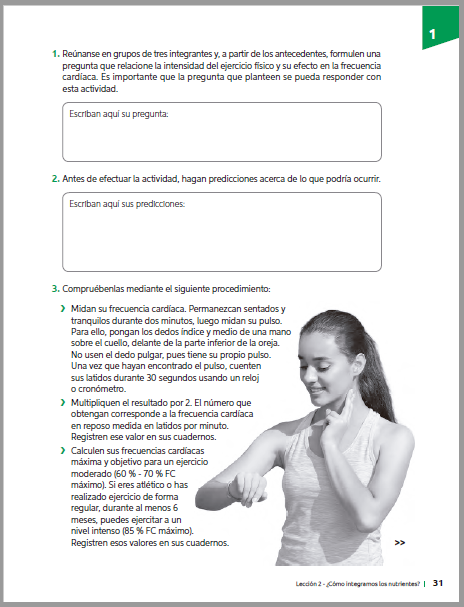 1
1. Reúnanse en grupos de tres integrantes y, a partir de los antecedentes, formulen una
pregunta que relacione la intensidad del ejercicio físico y su efecto en la frecuencia
cardíaca. Es importante que la pregunta que planteen se pueda responder con
esta actividad.
Escriban aquí su pregunta:
2. Antes de efectuar la actividad, hagan predicciones acerca de lo que podría ocurrir.
Escriban aquí sus predicciones:
3. Compruébenlas mediante el siguiente procedimiento:
❯ Midan su frecuencia cardíaca. Permanezcan sentados y
tranquilos durante dos minutos, luego midan su pulso.
Para ello, pongan los dedos índice y medio de una mano
sobre el cuello, delante de la parte inferior de la oreja.
No usen el dedo pulgar, pues tiene su propio pulso.
Una vez que hayan encontrado el pulso, cuenten
sus latidos durante 30 segundos usando un reloj
o cronómetro.
❯ Multipliquen el resultado por 2. El número que
obtengan corresponde a la frecuencia cardíaca
en reposo medida en latidos por minuto.
Registren ese valor en sus cuadernos.
❯ Calculen sus frecuencias cardíacas
máxima y objetivo para un ejercicio
moderado (60 % - 70 % FC
máximo). Si eres atlético o has
realizado ejercicio de forma
regular, durante al menos 6
meses, puedes ejercitar a un
nivel intenso (85 % FC máximo).
Registren esos valores en sus cuadernos.
>>
Lección 2 - ¿Cómo integramos los nutrientes? | 31